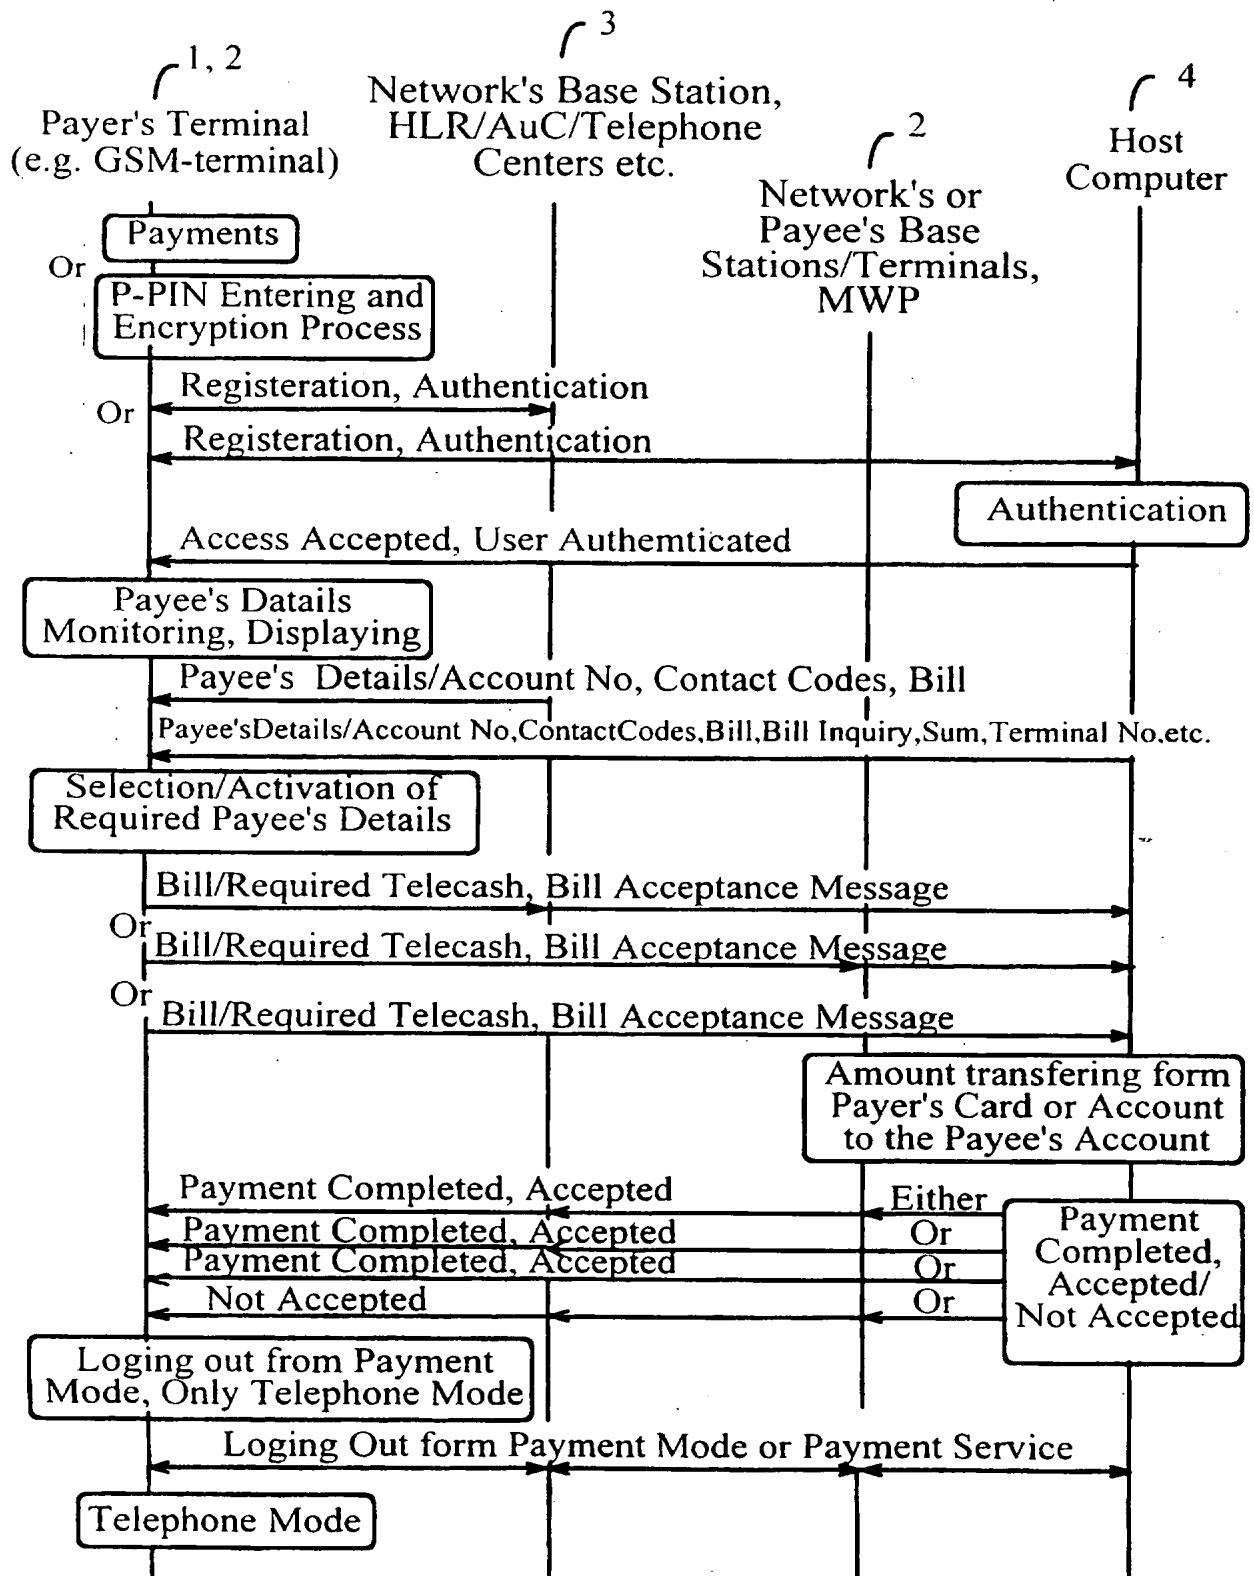 3
1, 2
4
Network's Base Station,
HLR/AuC/Telephone
Centers etc.
Payer's Terminal
(e.g. GSM-terminal)
2
Host
Computer
Network's or
Payee's Base
Stations/Terminals,
MWP
Payments
Or
P-PIN Entering and
Encryption Process
Registeration, Authentication
Or
Registeration, Authentication
Authentication
Access Accepted, User Authemticated
Payee's Datails
Monitoring, Displaying
Payee's Details/Account No, Contact Codes, Bill
Payee'sDetails/Account No,ContactCodes,Bill,Bill Inquiry,Sum,Terminal No.etc.
Selection/Activation of
Required Payee's Details
Bill/Required Telecash, Bill Acceptance Message
Or
Bill/Required Telecash, Bill Acceptance Message
Or
Bill/Required Telecash, Bill Acceptance Message
Amount transfering form
Payer's Card or Account
to the Payee's Account
Payment Completed, Accepted
Either
Payment Completed, Accepted
Or
Payment Completed, Accepted
Or
Not Accepted
Or
Payment
Completed,
Accepted/
Not Accepted
Loging out from Payment
Mode, Only Telephone Mode
Loging Out form Payment Mode or Payment Service
Telephone Mode